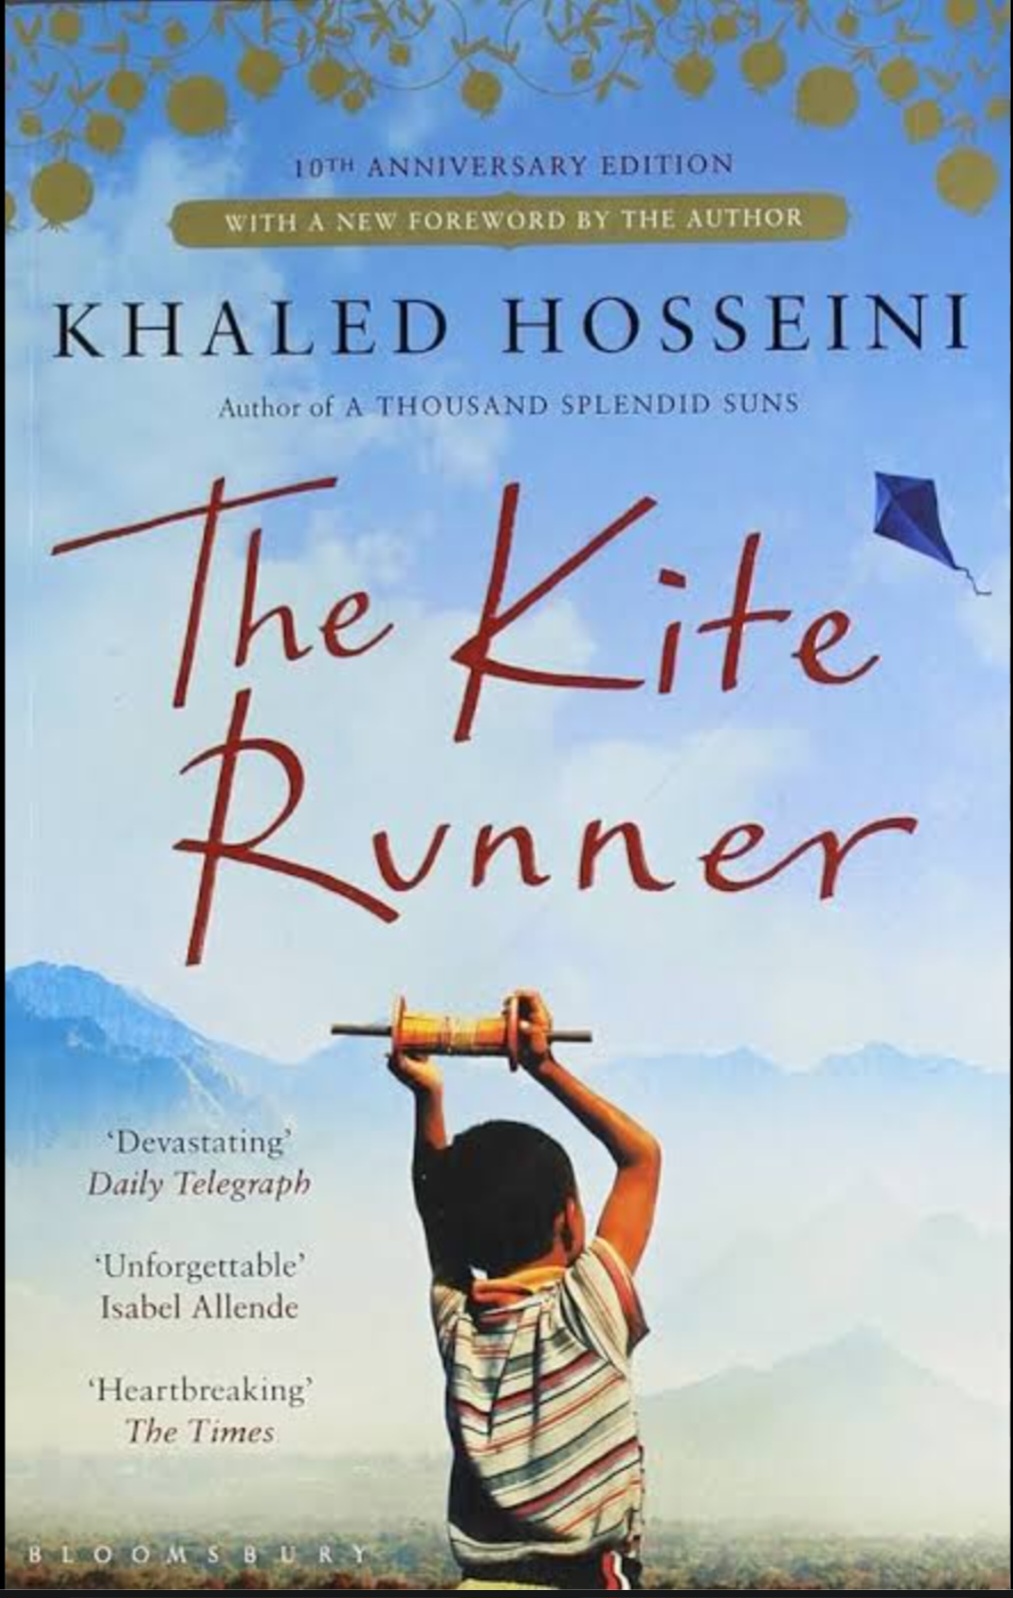 10TH ANNIVERSARY EDITION
WITH A NEW FOREWORD BY THE AUTHOR
KHALED HOSSEINI
Author of A THOUSAND SPLENDID SUNS
The Kite
Runner
‘Devastating’
Daily Telegraph
‘Unforgettable’
Isabel Allende
‘Heartbreaking’
The Times
BLOOMSBURY